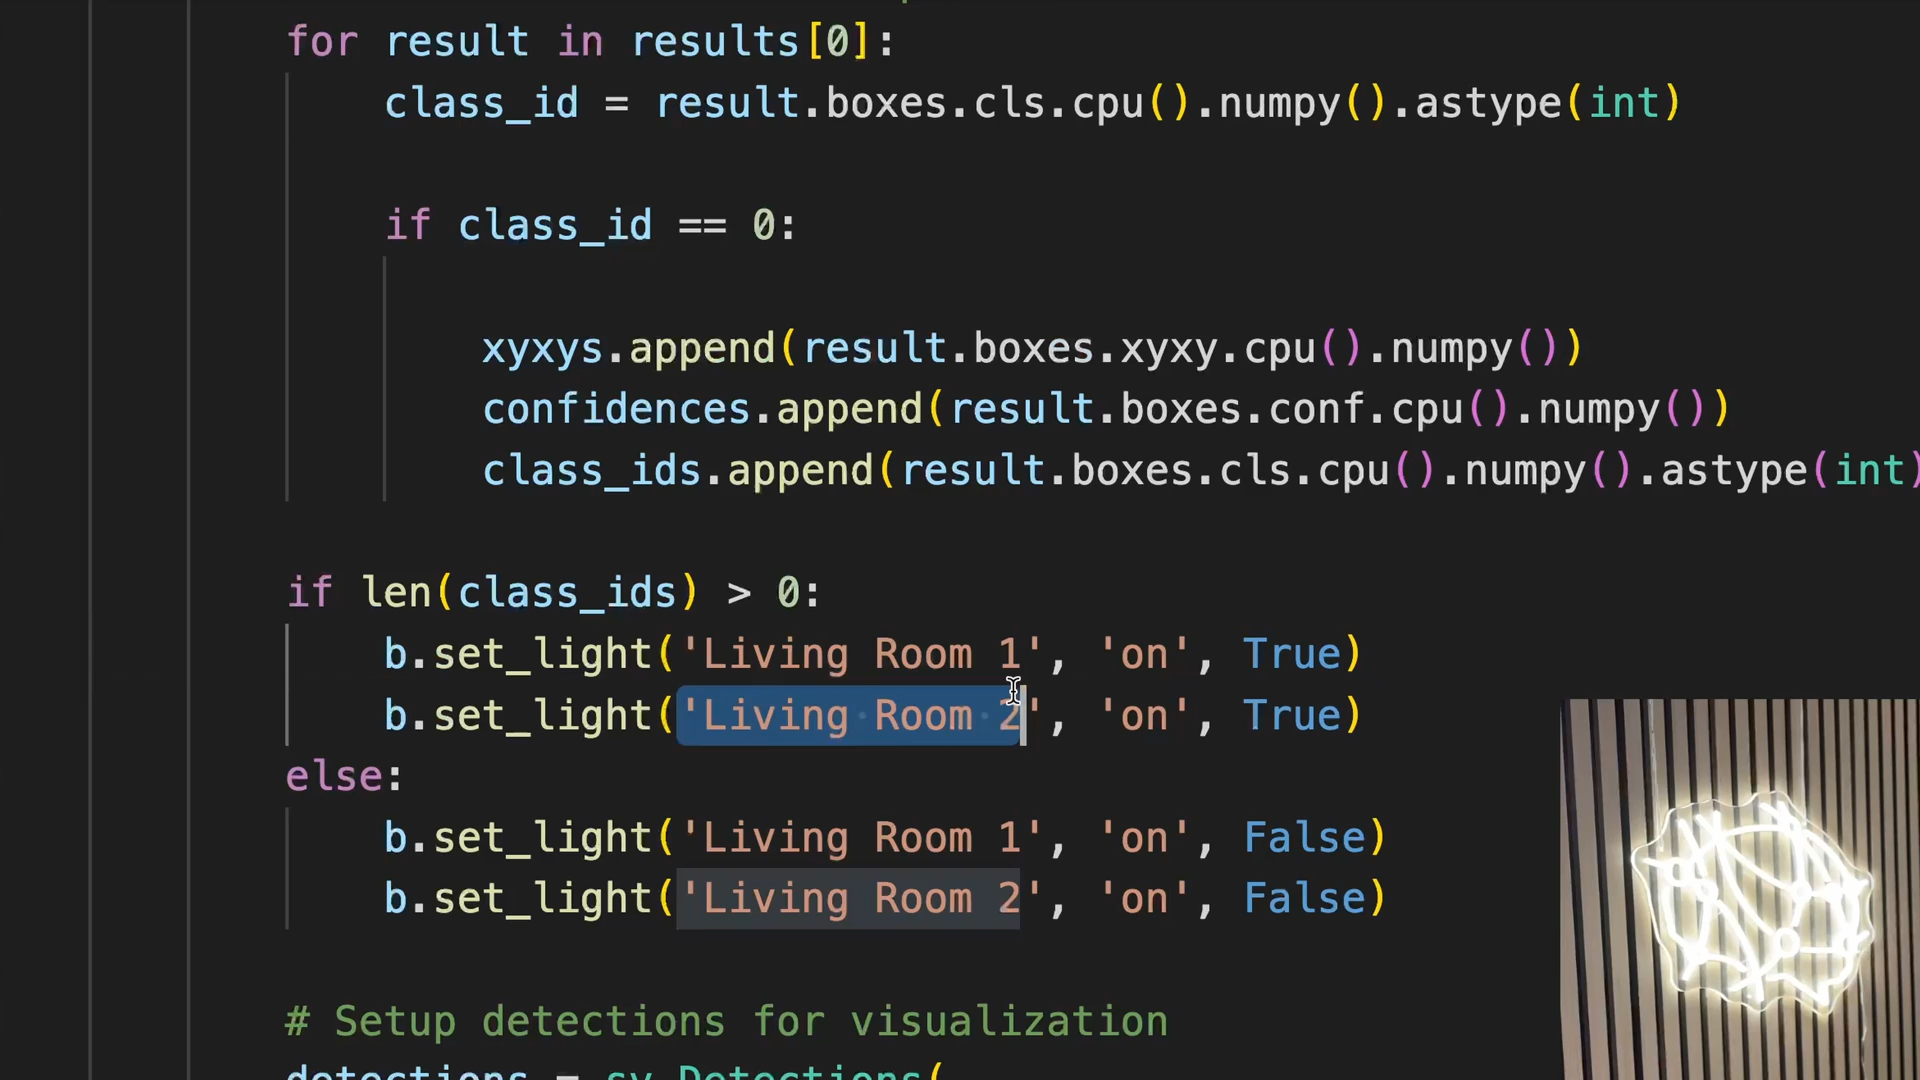 for result in results[0]:
class_id = result.boxes.cls.cpu().numpy().astype(int)
if class_id == 0:
xyxys.append(result.boxes.xyxy.cpu().numpy())
confidences.append(result.boxes.conf.cpu().numpy())
class_ids.append(result.boxes.cls.cpu().numpy().astype(int)
if len(class_ids) > 0:
b.set_light('Living Room 1', 'on', True)
b.set_light('Living Room 2', 'on', True)
else:
b.set_light('Living Room 1', 'on', False)
b.set_light('Living Room 2', 'on', False)
# Setup detections for visualization
detections = sv.Detections(